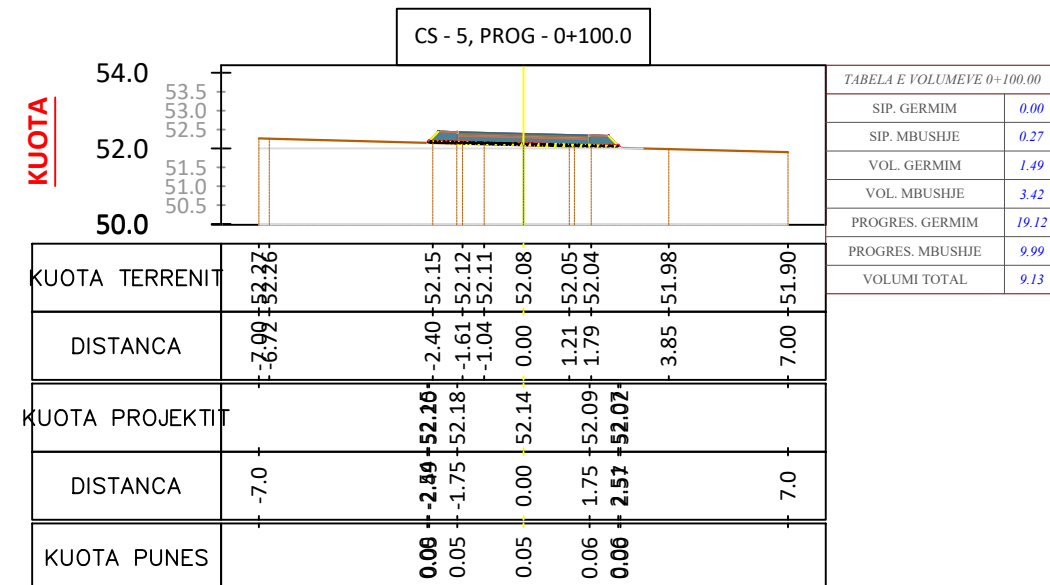 CS - 5, PROG - 0+100.0
KUOTA
54.0
53.5
53.0
52.5
52.0
51.5
51.0
50.5
50.0
TABELA E VOLUMEVE 0+100.00
SIP. GERMIM 0.00
SIP. MBUSHJE 0.27
VOL. GERMIM 1.49
VOL. MBUSHJE 3.42
PROGRES. GERMIM 19.12
PROGRES. MBUSHJE 9.99
VOLUMI TOTAL 9.13
KUOTA TERRENIT 52.27 52.26 52.15 52.12 52.11 52.08 52.05 52.04 51.98 51.90
DISTANCA -7.00 -6.72 -2.40 -1.61 -1.04 0.00 1.21 1.79 3.85 7.00
KUOTA PROJEKTIT 52.18 52.14 52.09
DISTANCA -7.0 -1.75 0.00 1.75 7.0
KUOTA PUNES 0.05 0.05 0.06